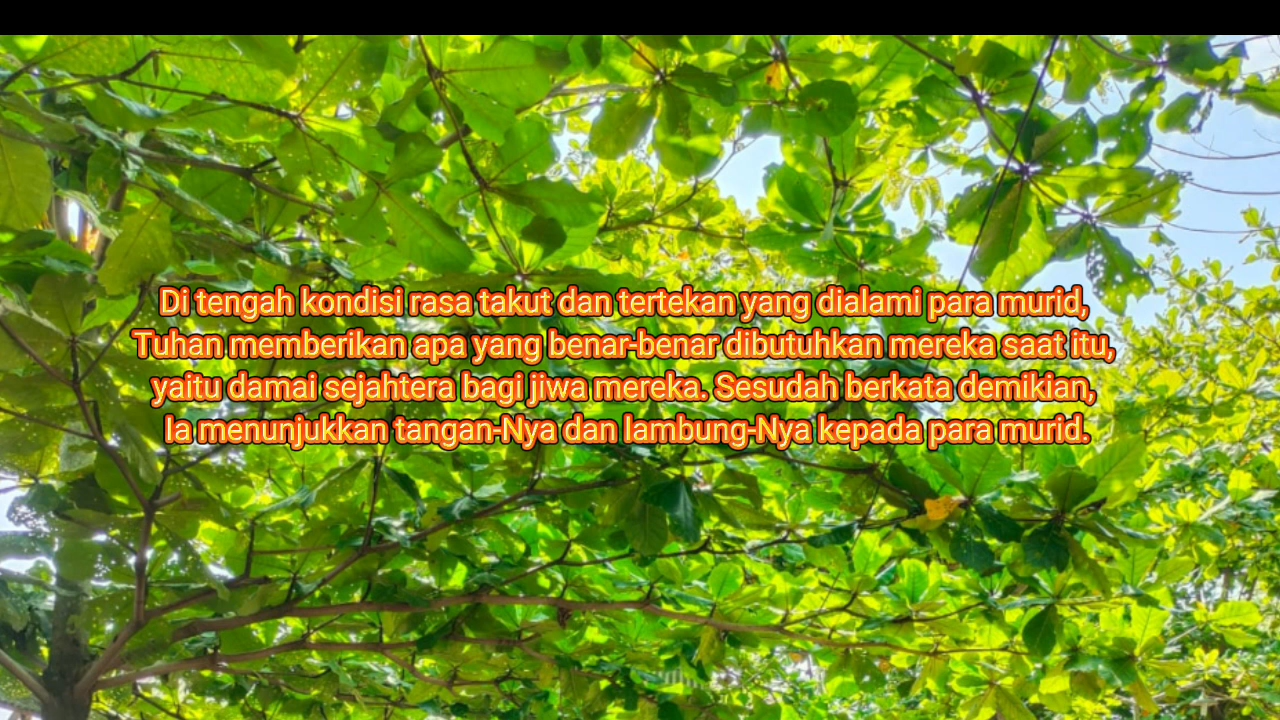 Di tengah kondisi rasa takut dan tertekan yang dialami para murid,
Tuhan memberikan apa yang benar-benar dibutuhkan mereka saat itu,
yaitu damai sejahtera bagi jiwa mereka. Sesudah berkata demikian,
Ia menunjukkan tangan-Nya dan lambung-Nya kepada para murid.